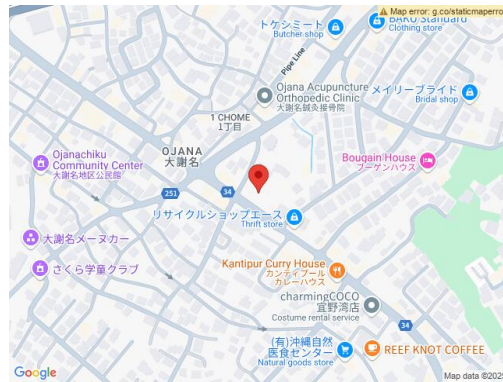 Map error: g.co/staticmaperro
トケシミート
Butcher shop
BARU Standard
Clothing store
Pipe Line
Ojana Acupuncture
Orthopedic Clinic
大謝名鍼灸接骨院
メイリーブライド
Bridal shop
1 CHOME
1丁目
OJANA
大謝名
Ojanachiku
Community Center
大謝名地区公民館
Bougain House
ブーゲンハウス
251
34
リサイクルショップエース
Thrift store
大謝名メーヌカー
さくら学童クラブ
Kantipur Curry House
カンティプール
カレーハウス
charmingCOCO
宜野湾店
Costume rental service
34
(有)沖縄自然
医食センター
Natural goods store
REEF KNOT COFFEE
Google
Map data ©202